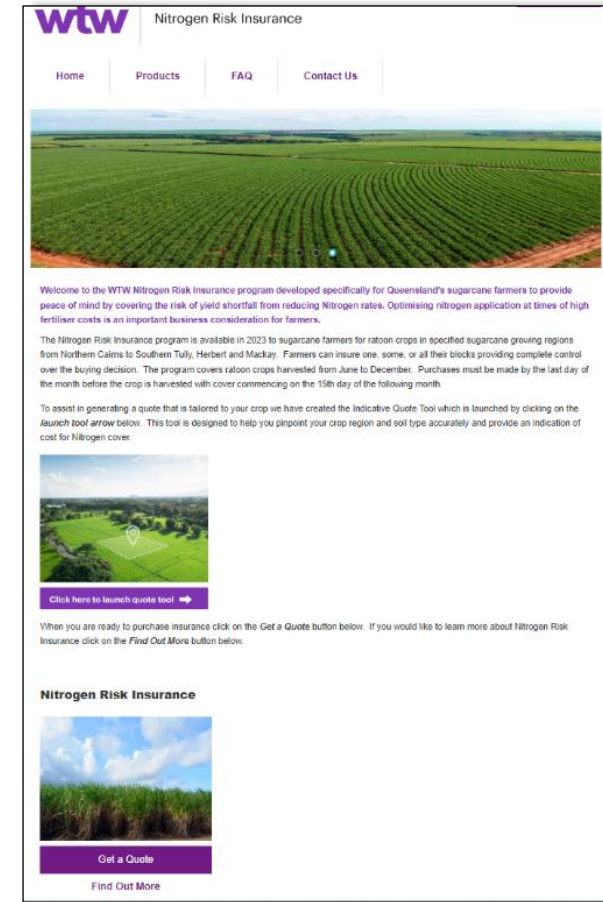 wtw Nitrogen Risk Insurance
Home Products FAQ Contact Us
Welcome to the WTW Nitrogen Risk Insurance program developed specifically for Queensland's sugarcane farmers to provide
peace of mind by covering the risk of yield shortfall from reducing Nitrogen rates. Optimising nitrogen application at times of high
fertiliser costs is an important business consideration for farmers.
The Nitrogen Risk Insurance program is available in 2023 to sugarcane farmers for ratoon crops in specified sugarcane growing regions
from Northern Cairns to Southern Tully, Herbert and Mackay. Farmers can insure one, some, or all their blocks providing complete control
over the buying decision. The program covers ratoon crops harvested from June to December. Purchases must be made by the last day of
the month before the crop is harvested with cover commencing on the 15th day of the following month.
To assist in generating a quote that is tailored to your crop we have created the Indicative Quote Tool which is launched by clicking on the
launch tool arrow below. This tool is designed to help you pinpoint your crop region and soil type accurately and provide an indication of
cost for Nitrogen cover.
Click here to launch quote tool
When you are ready to purchase insurance click on the Get a Quote button below. If you would like to learn more about Nitrogen Risk
Insurance click on the Find Out More button below.
Nitrogen Risk Insurance
Get a Quote
Find Out More